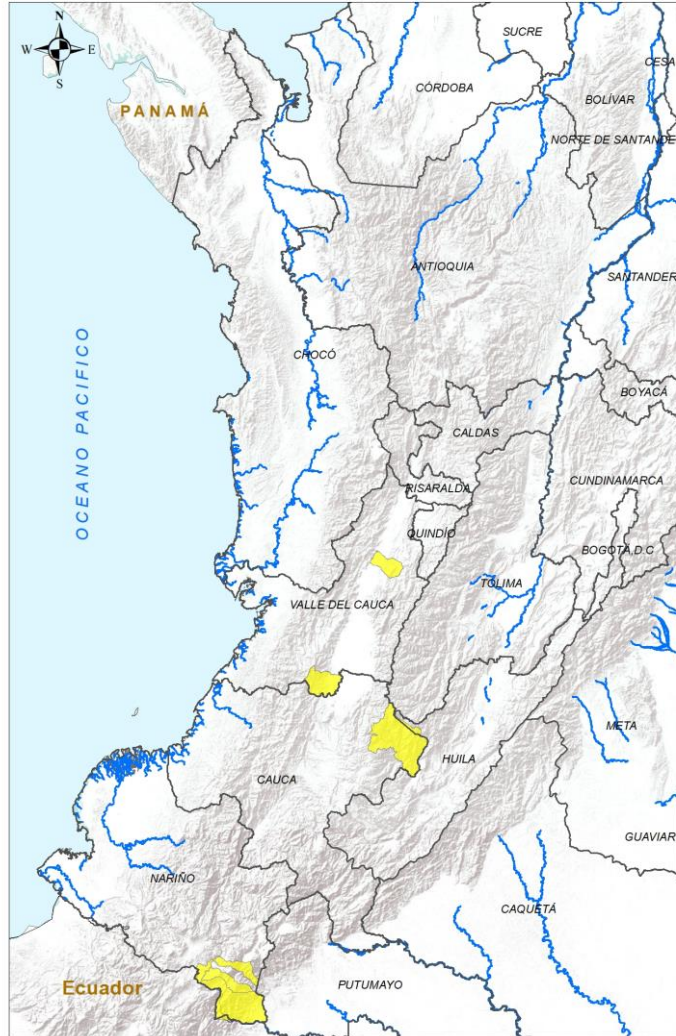 N
W E
S
SUCRE
CESA
CÓRDOBA
BOLÍVAR
PANAMÁ
NORTE DE SANTANDE
ANTIOQUIA
SANTANDER
OCEANO PACIFICO
CHOCÓ
BOYACÁ
CALDAS
RISARALDA
CUNDINAMARCA
QUINDÍO
BOGOTÁ D.C
TOLIMA
VALLE DEL CAUCA
META
HUILA
CAUCA
GUAVIAR
NARIÑO
CAQUETÁ
Ecuador
PUTUMAYO